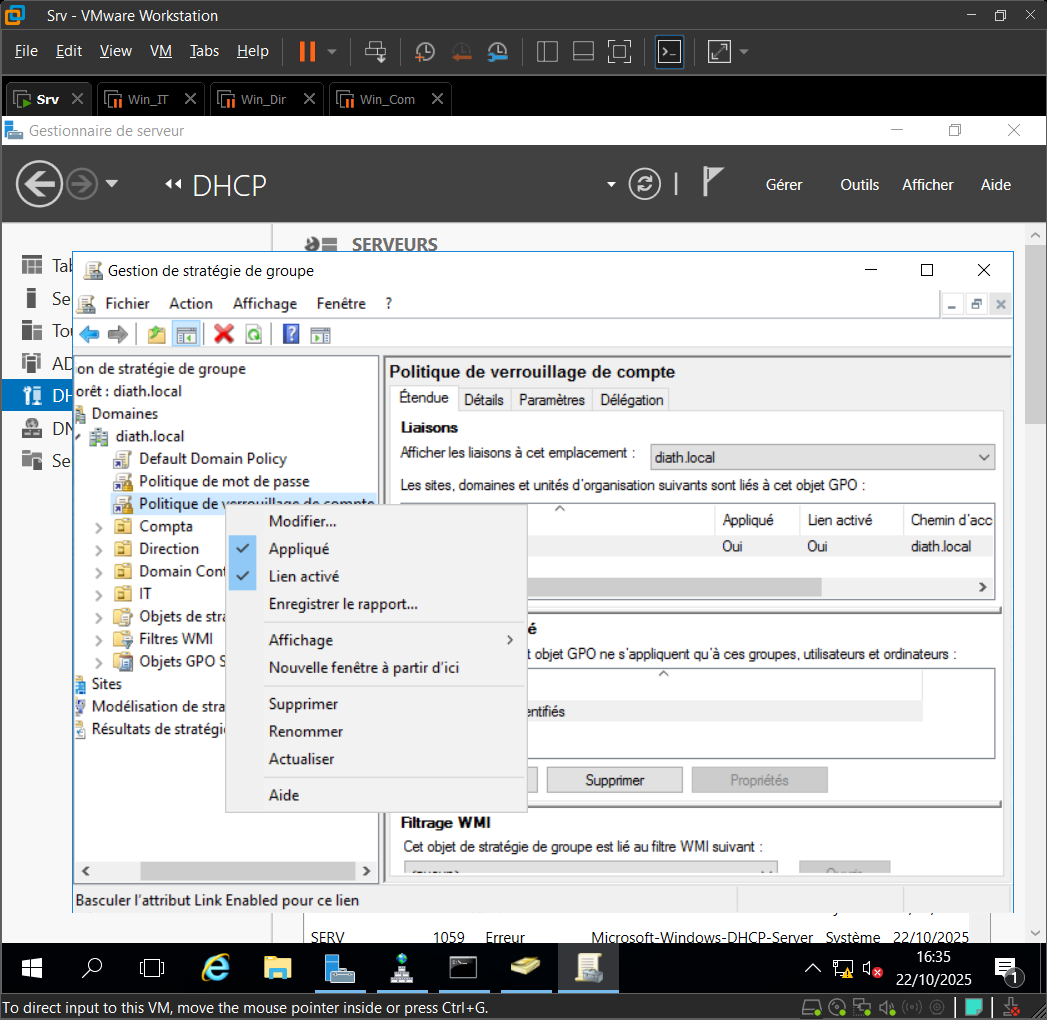 Srv - VMware Workstation
File Edit View VM Tabs Help
Srv Win_IT Win_Dir Win_Com
Gestionnaire de serveur
DHCP Gérer Outils Afficher Aide
SERVEURS
Gestion de stratégie de groupe
Fichier Action Affichage Fenêtre ?
on de stratégie de groupe
orêt : diath.local
Domaines
diath.local
Default Domain Policy
Politique de mot de passe
Politique de verrouillage de compte
Compta
Direction
Domain Cont
IT
Objets de stra
Filtres WMI
Objets GPO S
Sites
Modélisation de stra
Résultats de stratégi
Modifier...
Appliqué
Lien activé
Enregistrer le rapport...
Affichage
Nouvelle fenêtre à partir d'ici
Supprimer
Renommer
Actualiser
Aide
Politique de verrouillage de compte
Étendue Détails Paramètres Délégation
Liaisons
Afficher les liaisons à cet emplacement : diath.local
Les sites, domaines et unités d'organisation suivants sont liés à cet objet GPO :
Appliqué Lien activé Chemin d'acc
Oui Oui diath.local
é
t objet GPO ne s'appliquent qu'à ces groupes, utilisateurs et ordinateurs :
entifiés
Supprimer Propriétés
Filtrage WMI
Cet objet de stratégie de groupe est lié au filtre WMI suivant :
Basculer l'attribut Link Enabled pour ce lien
SERV 1059 Erreur Microsoft-Windows-DHCP-Server Système 22/10/2025
16:35
22/10/2025
1
To direct input to this VM, move the mouse pointer inside or press Ctrl+G.